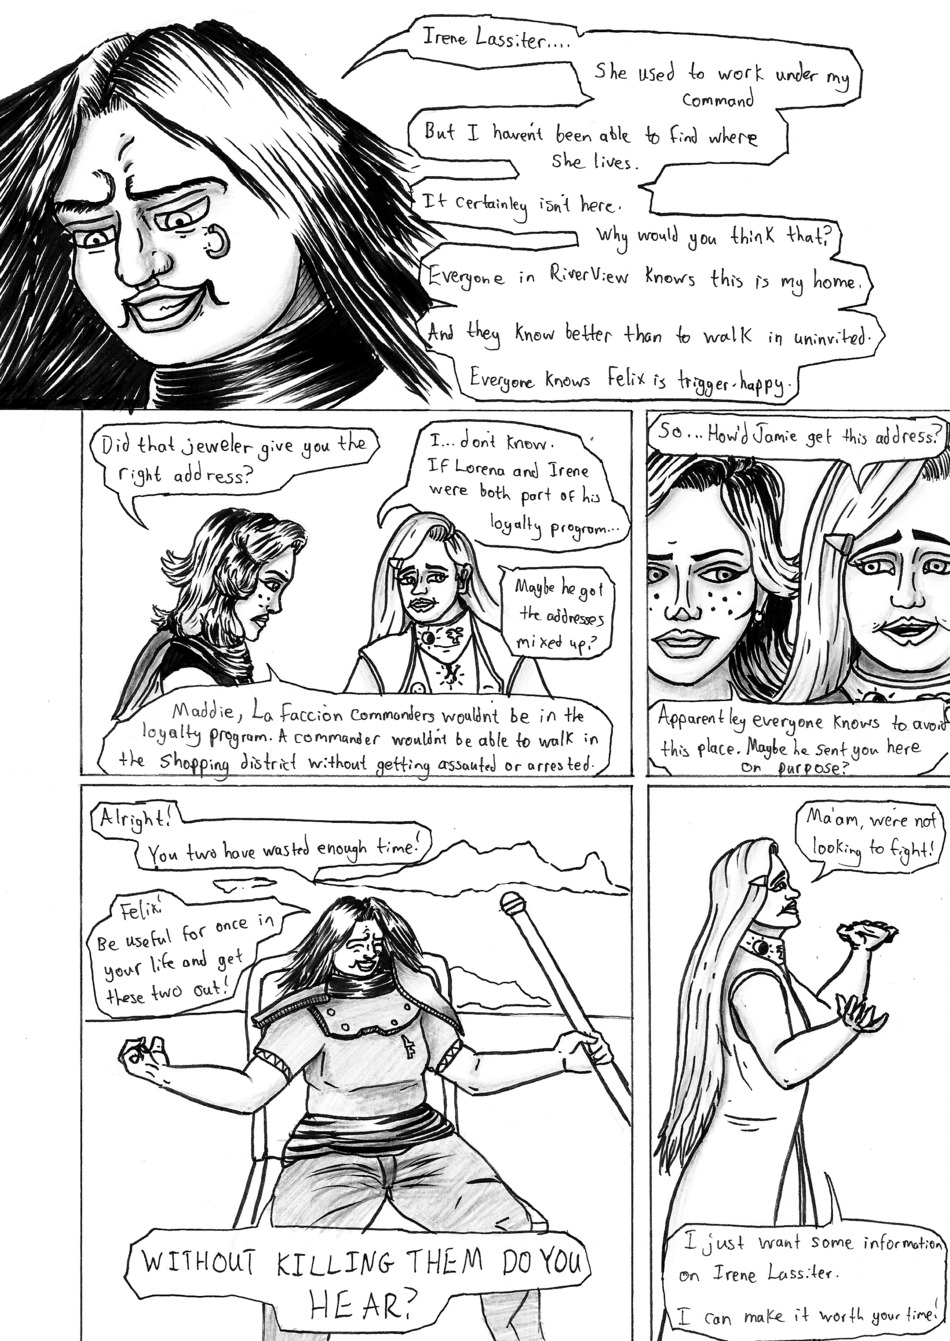 Irene Lassiter....
She used to work under my
Command
But I haven't been able to find where
She lives.
It certainley isn't here.
Why would you think that?
Everyone in RiverView knows this is my home.
And they know better than to walk in uninvited.
Everyone knows Felix is trigger-happy.
Did that jeweler give you the
right address?
I... don't know.
If Lorena and Irene
were both part of his
loyalty program...
Maybe he got
the addresses
mixed up?
Maddie, La Facción Commanders wouldn't be in the
loyalty program. A commander wouldn't be able to walk in
the Shopping district without getting assauted or arrested.
So... How'd Jamie get this address?
Apparentley everyone knows to avoid
this place. Maybe he sent you here
on purpose?
Alright!
You two have wasted enough time!
Felix!
Be useful for once in
your life and get
these two out!
WITHOUT KILLING THEM DO YOU
HEAR?
Ma'am, we're not
looking to fight!
I just want some information
on Irene Lassiter.
I can make it worth your time!